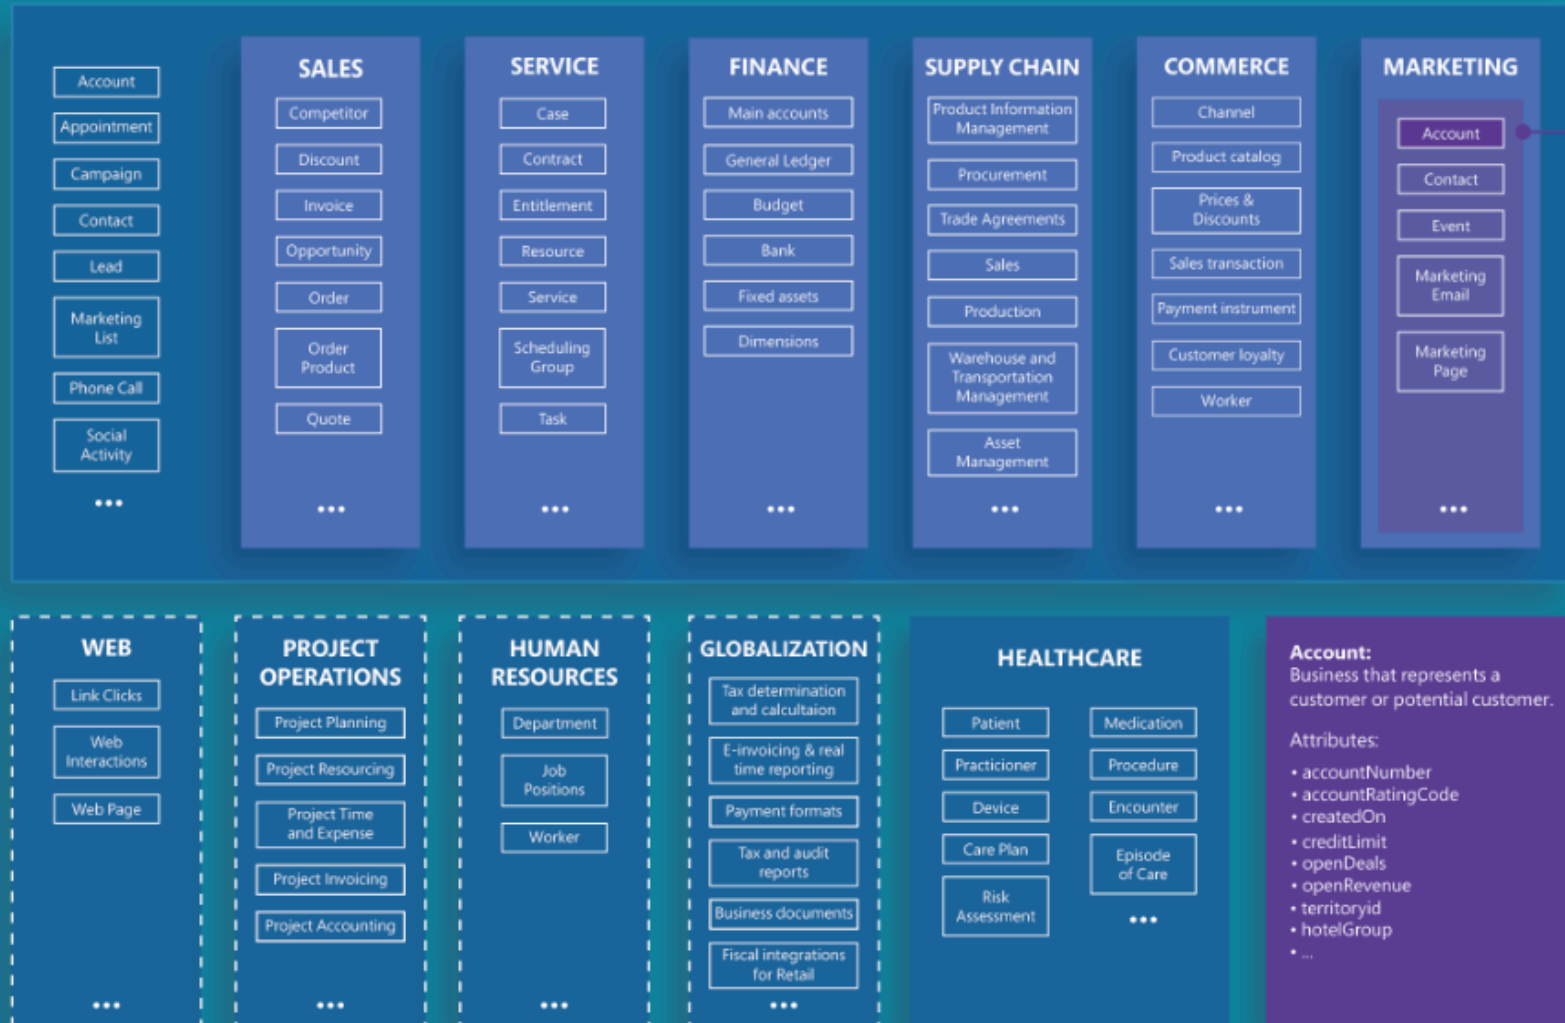 Account
Appointment
Campaign
Contact
Lead
Marketing
List
Phone Call
Social
Activity
...
SALES
Competitor
Discount
Invoice
Opportunity
Order
Order
Product
Quote
...
SERVICE
Case
Contract
Entitlement
Resource
Service
Scheduling
Group
Task
...
FINANCE
Main accounts
General Ledger
Budget
Bank
Fixed assets
Dimensions
...
SUPPLY CHAIN
Product Information
Management
Procurement
Trade Agreements
Sales
Production
Warehouse and
Transportation
Management
Asset
Management
...
COMMERCE
Channel
Product catalog
Prices &
Discounts
Sales transaction
Payment instrument
Customer loyalty
Worker
...
MARKETING
Account
Contact
Event
Marketing
Email
Marketing
Page
...
WEB
Link Clicks
Web
Interactions
Web Page
...
PROJECT
OPERATIONS
Project Planning
Project Resourcing
Project Time
and Expense
Project Invoicing
Project Accounting
...
HUMAN
RESOURCES
Department
Job
Positions
Worker
...
GLOBALIZATION
Tax determination
and calcultaion
E-invoicing & real
time reporting
Payment formats
Tax and audit
reports
Business documents
Fiscal integrations
for Retail
...
HEALTHCARE
Patient
Practicioner
Device
Care Plan
Risk
Assessment
Medication
Procedure
Encounter
Episode
of Care
...
Account:
Business that represents a
customer or potential customer.
Attributes:
• accountNumber
• accountRatingCode
• createdOn
• creditLimit
• openDeals
• openRevenue
• territoryid
• hotelGroup
• ...